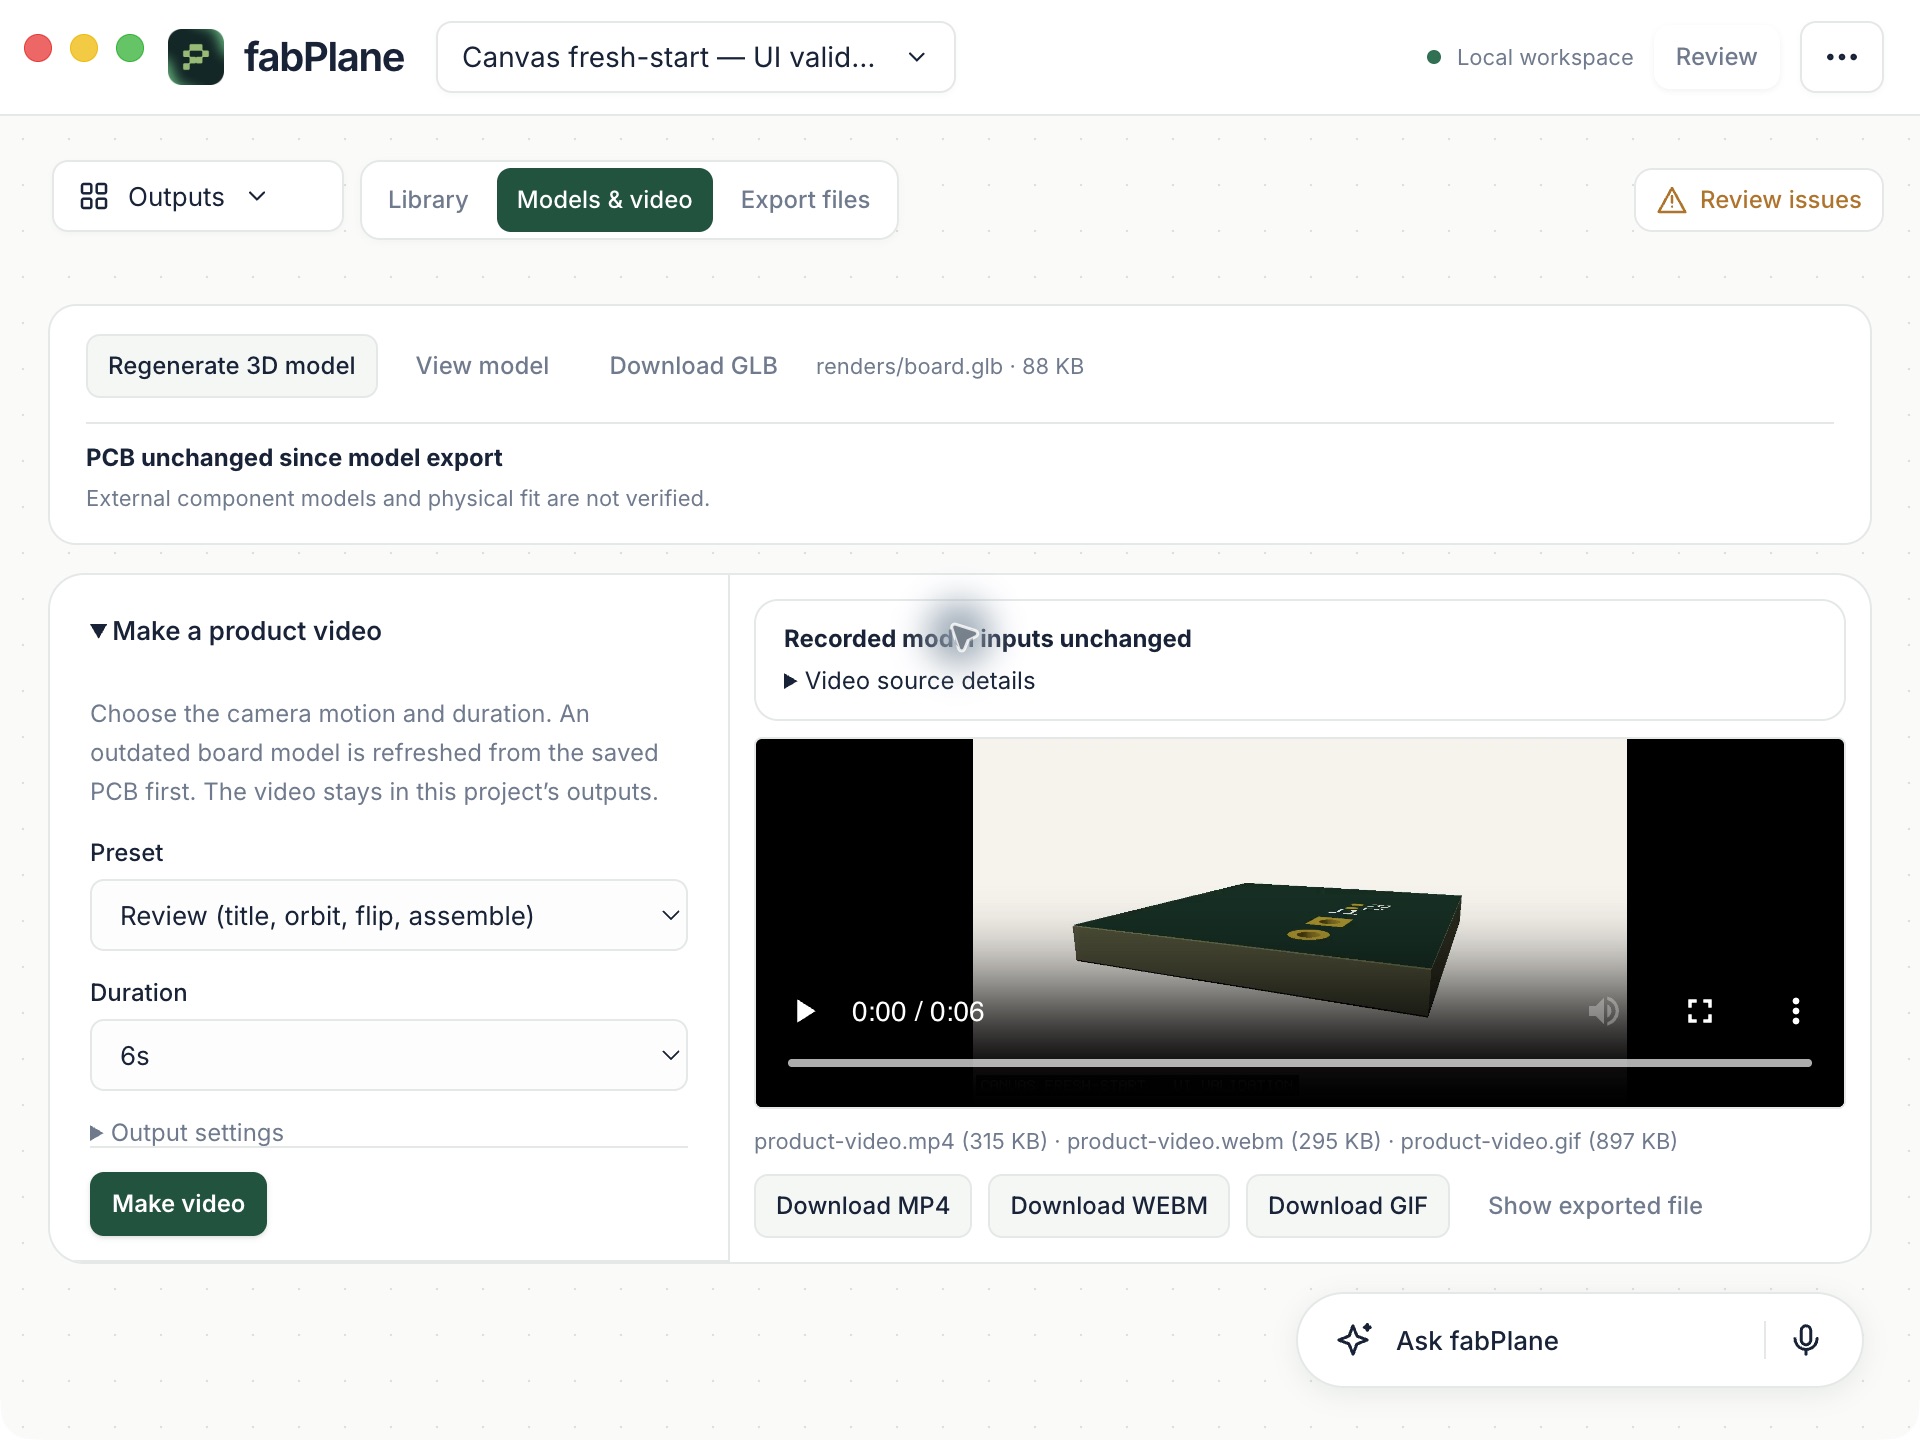 fabPlane
Canvas fresh-start — UI valid...
Local workspace
Review
Outputs
Library
Models & video
Export files
Review issues
Regenerate 3D model
View model
Download GLB
renders/board.glb · 88 KB
PCB unchanged since model export
External component models and physical fit are not verified.
Make a product video
Choose the camera motion and duration. An
outdated board model is refreshed from the saved
PCB first. The video stays in this project’s outputs.
Preset
Review (title, orbit, flip, assemble)
Duration
6s
Output settings
Make video
Recorded model inputs unchanged
Video source details
0:00 / 0:06
product-video.mp4 (315 KB) · product-video.webm (295 KB) · product-video.gif (897 KB)
Download MP4
Download WEBM
Download GIF
Show exported file
Ask fabPlane